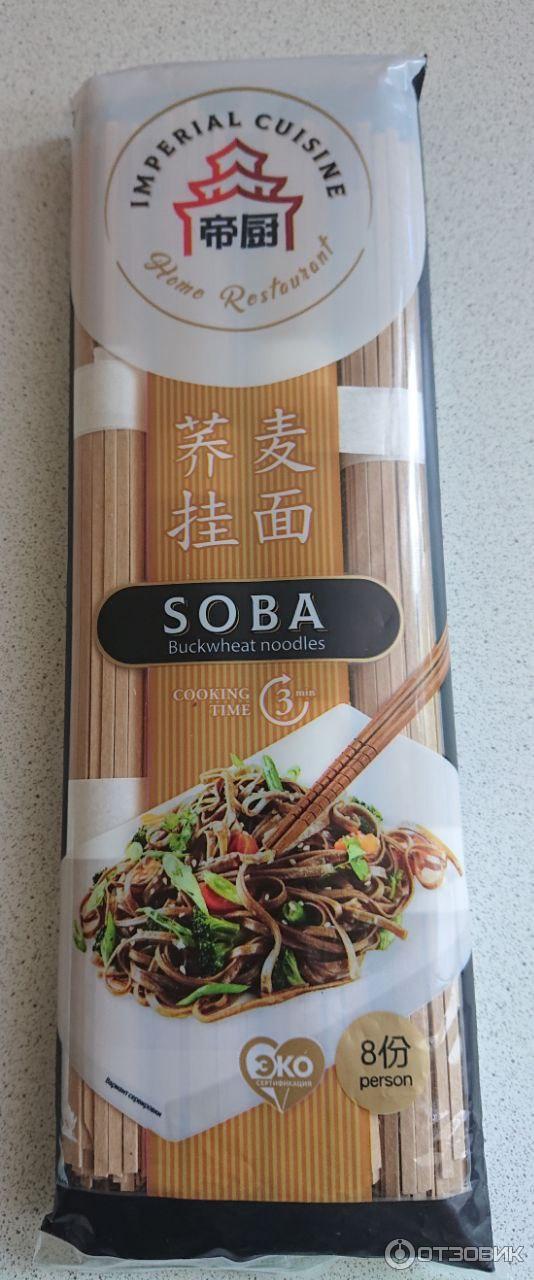 IMPERIAL CUISINE
帝厨
Home Restaurant
荞麦
挂面
SOBA
Buckwheat noodles
COOKING
TIME
3 min
ЭКО
СЕРТИФИКАЦИЯ
8份
person
Вариант сервировки
ОТЗОВИК